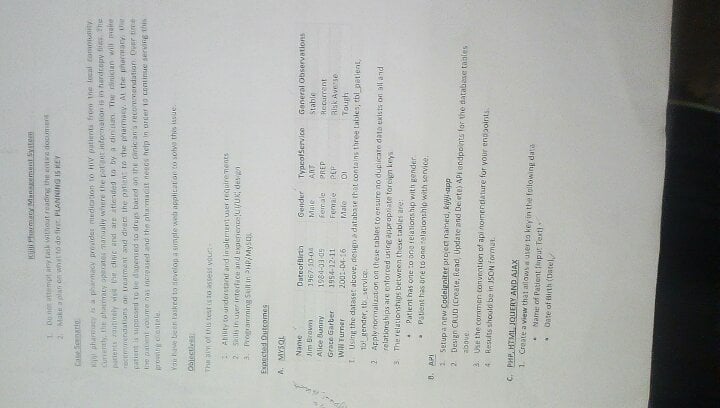 Kijiji Pharmacy Management System
1. Do not attempt any task without reading the entire document
2. Make a plan on what to do first. PLANNING IS KEY
Case Scenario
Kijiji pharmacy is a pharmacy provides medication to HIV patients from the local community.
Currently, the pharmacy operates manually where the patient information is in hardcopy files. The
patients normally visit the clinic and are attended to by a clinician. The clinician will make
recommendations on treatment and direct the patient to the pharmacy. At the pharmacy, the
patient is supposed to be dispensed to drugs based on the clinician's recommendation. Over time
the patient volume has increased and the pharmacist needs help in order to continue serving this
growing clientele.
You have been tasked to develop a simple web application to solve this issue.
Objectives:
The aim of this test is to assess your:-
1. Ability to understand and implement user requirements
2. Skills in user interface and experience(UI/UX) design
3. Programming Skill in PHP/MySQL
Expected Outcomes
A. MYSQL
Name DateofBirth Gender TypeofService General Observations
Jim Brown 1967-10-04 Male ART Stable
Alice Danny 1984-03-05 Female PREP Recurrent
Grace Garber 1954-12-11 Female PEP Risk Averse
Will Turner 2001-04-16 Male OI Tough
1. Using the dataset above, design a database that contains three tables, tbl_patient,
tbl_gender, tbl_service.
2. Apply normalization on these tables to ensure no duplicate data exists on all and
relationships are enforced using appropriate foreign keys.
3. The relationships between those tables are:
• Patient has one to one relationship with gender.
• Patient has one to one relationship with service.
B. API
1. Setup a new Codeigniter project named, kijiji-app
2. Design CRUD (Create, Read, Update and Delete) API endpoints for the database tables
above.
3. Use the common convention of api nomenclature for your endpoints.
4. Results should be in JSON format.
C. PHP, HTML, JQUERY AND AJAX
1. Create a view that allows a user to key in the following data
• Name of Patient (Input Text)
• Date of Birth (Date)